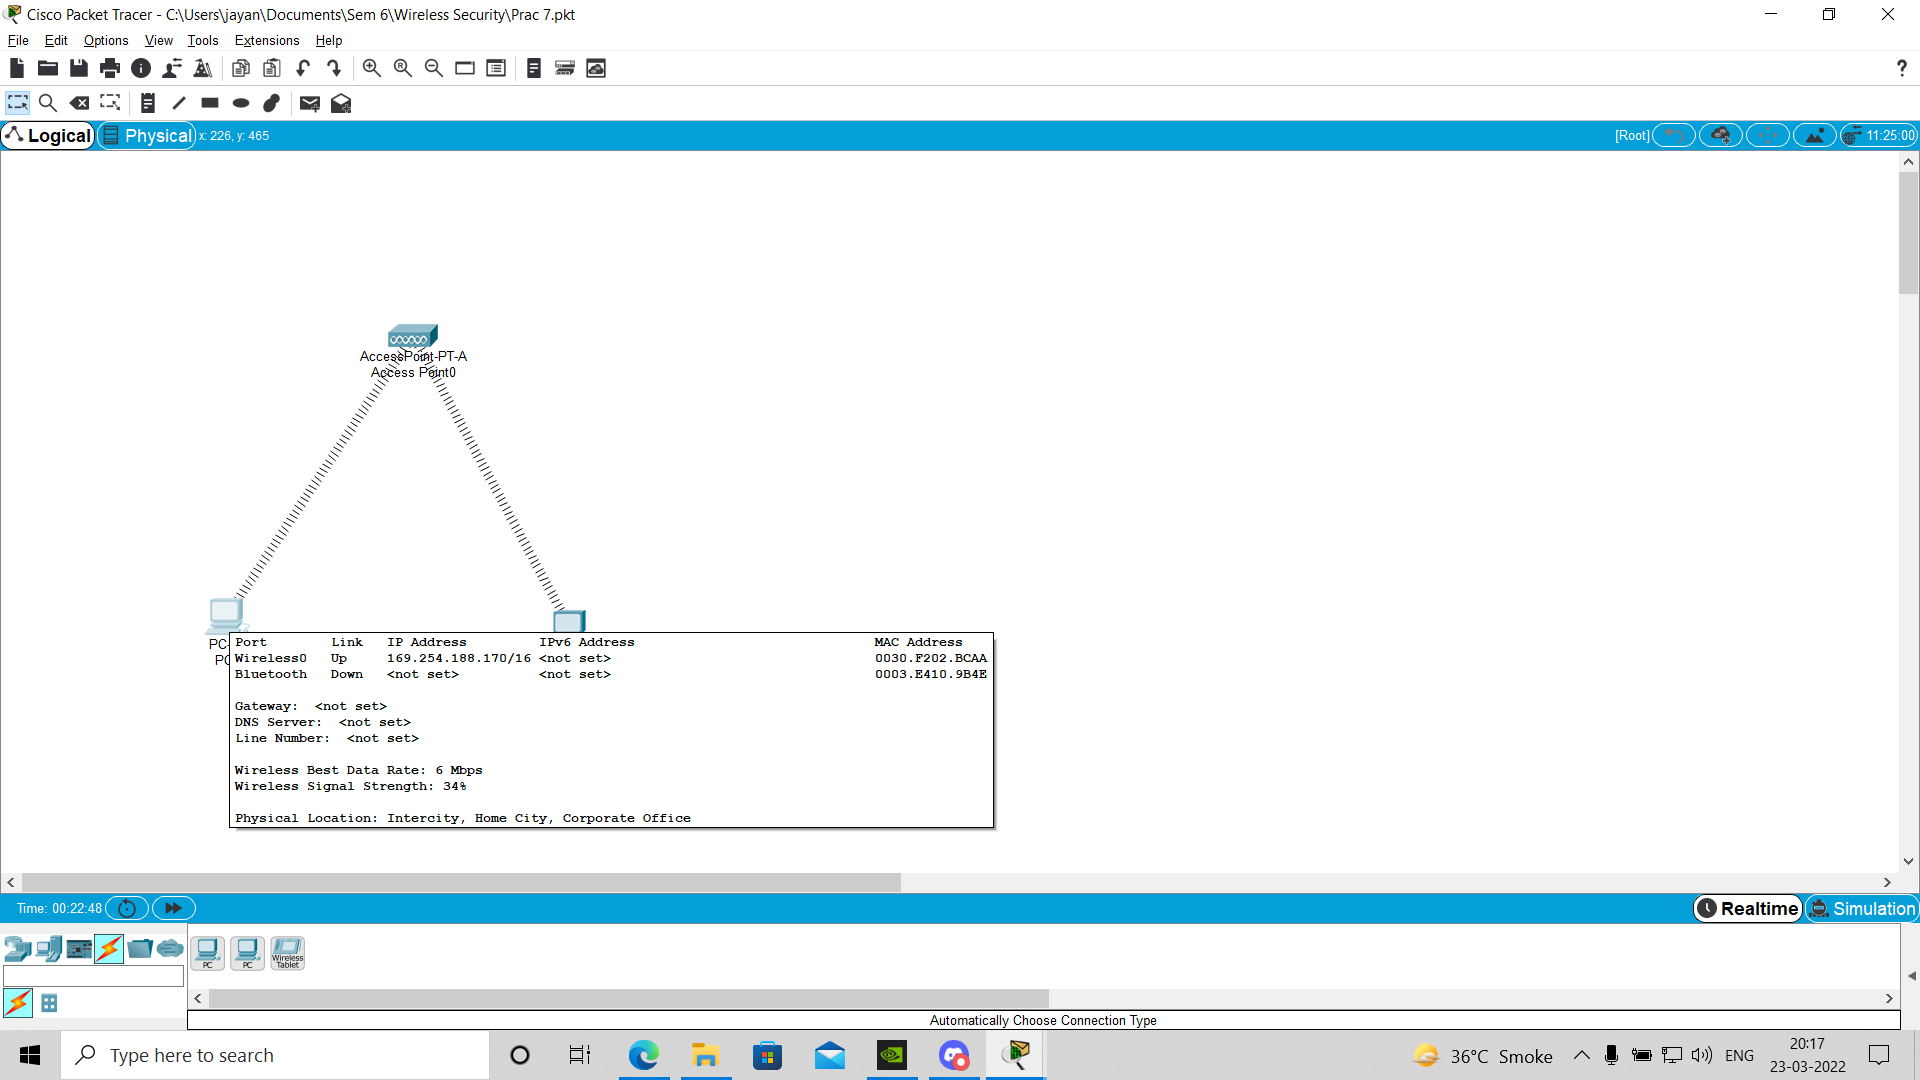 Cisco Packet Tracer - C:\Users\jayan\Documents\Sem 6\Wireless Security\Prac 7.pkt
File Edit Options View Tools Extensions Help
?
Logical Physical x: 226, y: 465 [Root] 11:25:00
AccessPoint-PT-A
Access Point0
PC-
PC
Port Link IP Address IPv6 Address MAC Address
Wireless0 Up 169.254.188.170/16 <not set> 0030.F202.BCAA
Bluetooth Down <not set> <not set> 0003.E410.9B4E
Gateway: <not set>
DNS Server: <not set>
Line Number: <not set>
Wireless Best Data Rate: 6 Mbps
Wireless Signal Strength: 34%
Physical Location: Intercity, Home City, Corporate Office
Time: 00:22:48 Realtime Simulation
PC PC Wireless Tablet
Automatically Choose Connection Type
Type here to search 36°C Smoke ENG 20:17
23-03-2022